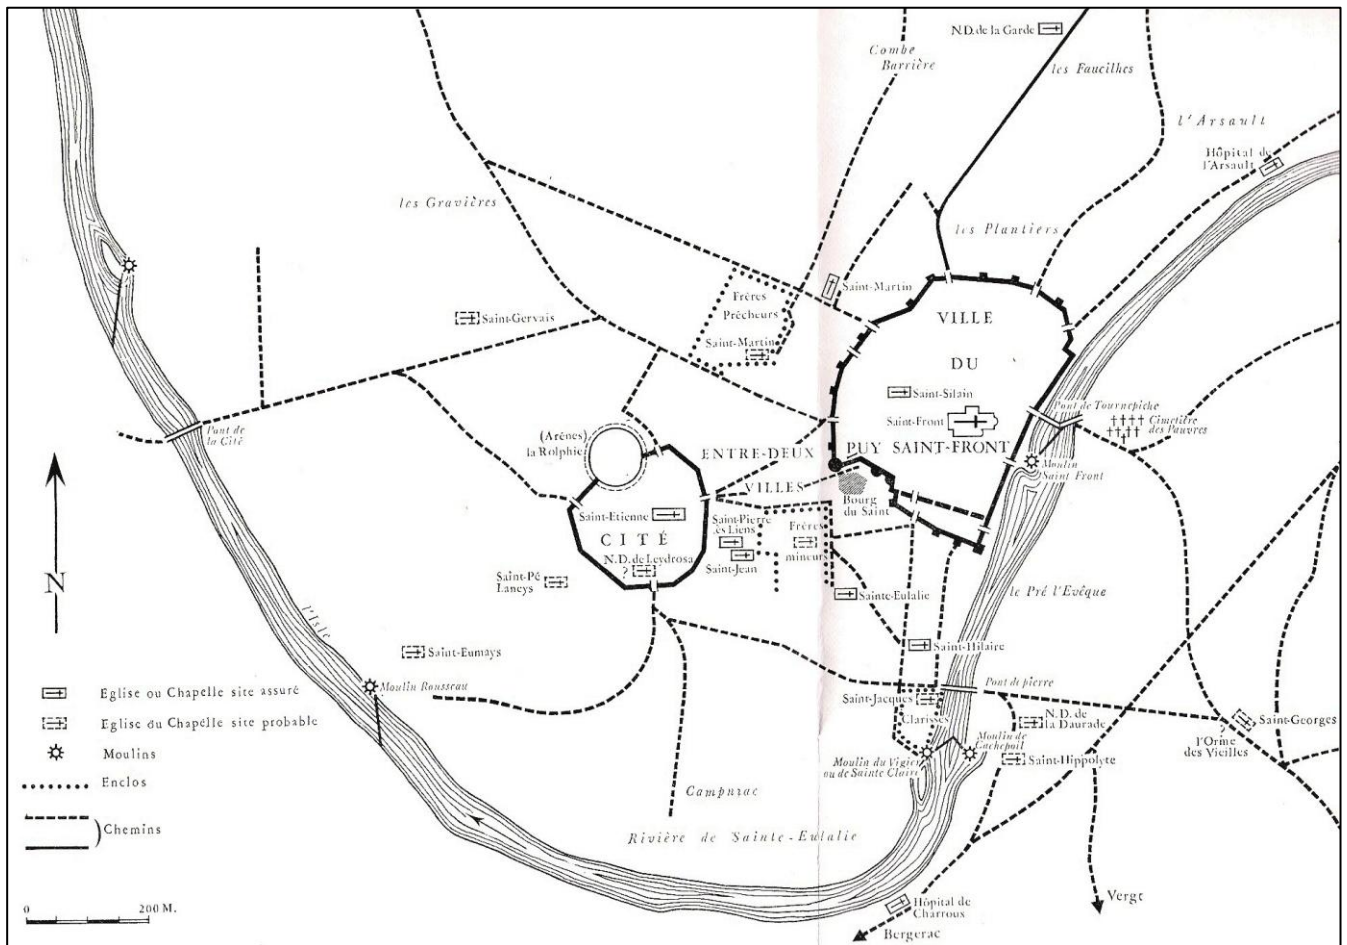 N.D. de la Garde
Combe
Barrière
les Faucilhes
l'Arsault
Hôpital de
l'Arsault
les Gravières
les Plantiers
Frères
Prêcheurs
Saint-Martin
Saint-Martin
Saint-Gervais
VILLE
DU
PUY SAINT-FRONT
Saint-Silain
Saint-Front
Pont de Tournepiche
Cimetière
des Pauvres
Moulin
Saint Front
Pont de
la Cité
(Arènes)
la Rolphie
ENTRE-DEUX
VILLES
Bourg
du Saint
Saint-Etienne
CITÉ
N.D. de Leydrosa
?
Saint-Pierre
ès Liens
Saint-Jean
Frères
mineurs
Saint-Pé
Laneys
Sainte-Eulalie
le Pré l'Evêque
N
l'Isle
Saint-Eumays
Saint-Hilaire
Moulin Rousseau
Pont de pierre
Saint-Jacques
Clarisses
N.D. de
la Daurade
Saint-Georges
?
l'Orme
des Vieilles
Moulin de
Cachepoil
Moulin du Vigier
ou de Sainte Claire
Saint-Hippolyte
Campnac
Rivière de Sainte-Eulalie
Vergt
Hôpital de
Charroux
Bergerac
Eglise ou Chapelle site assuré
Eglise du Chapelle site probable
Moulins
Enclos
Chemins
0 200 M.